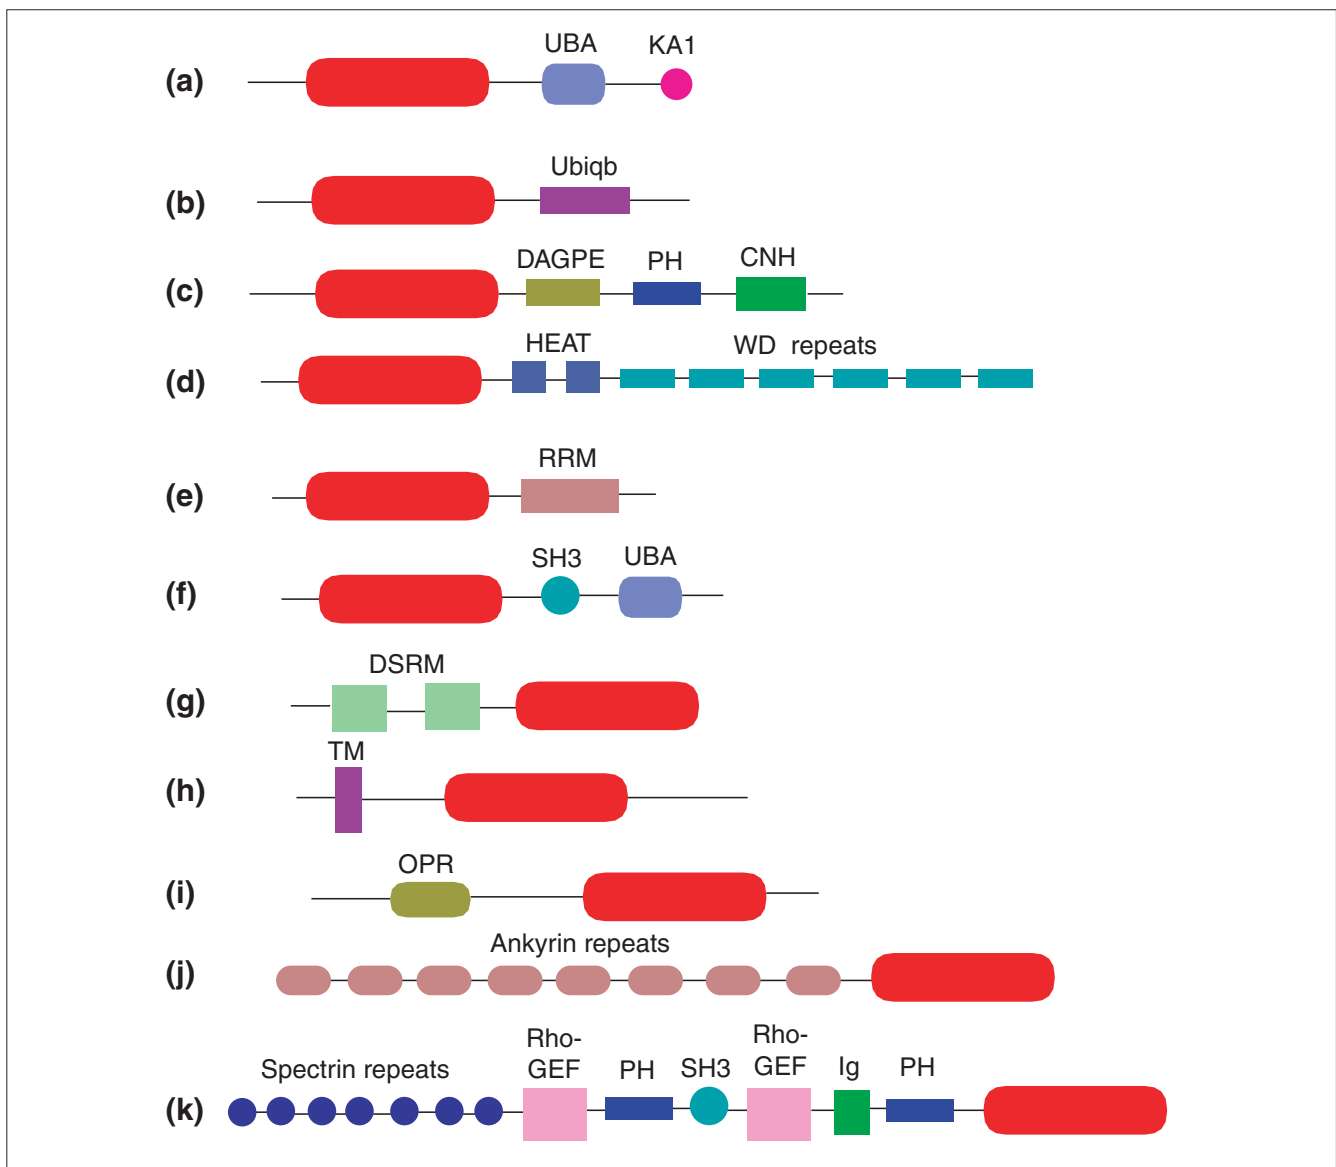 UBA KA1
(a)
Ubiqb
(b)
DAGPE PH CNH
(c)
HEAT WD repeats
(d)
RRM
(e)
SH3 UBA
(f)
DSRM
(g)
TM
(h)
OPR
(i)
Ankyrin repeats
(j)
Rho- Rho-
Spectrin repeats GEF PH SH3 GEF Ig PH
(k)